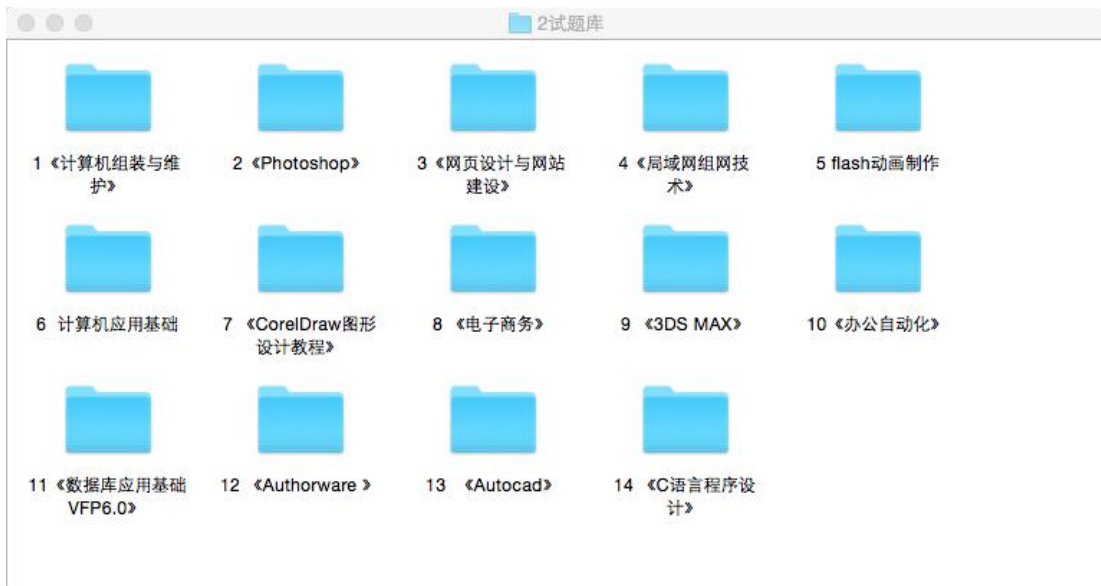 2试题库
1 《计算机组装与维
护》
2 《Photoshop》
3 《网页设计与网站
建设》
4 《局域网组网技
术》
5 flash动画制作
6 计算机应用基础
7 《CorelDraw图形
设计教程》
8 《电子商务》
9 《3DS MAX》
10 《办公自动化》
11 《数据库应用基础
VFP6.0》
12 《Authorware 》
13 《Autocad》
14 《C语言程序设
计》